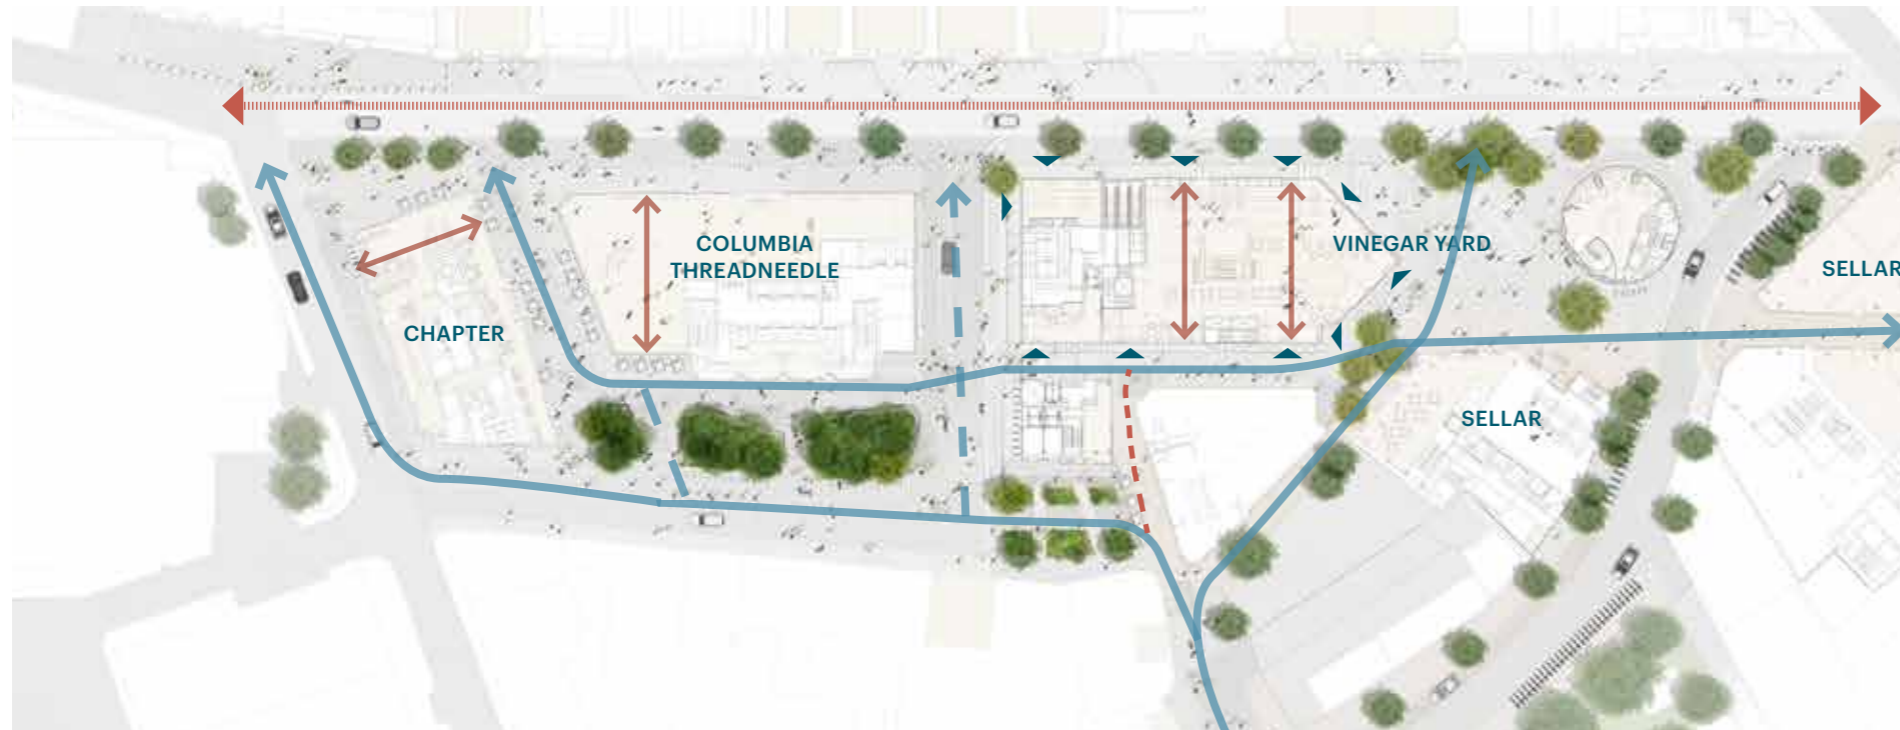 COLUMBIA
THREADNEEDLE
VINEGAR YARD
SELLAR
CHAPTER
SELLAR